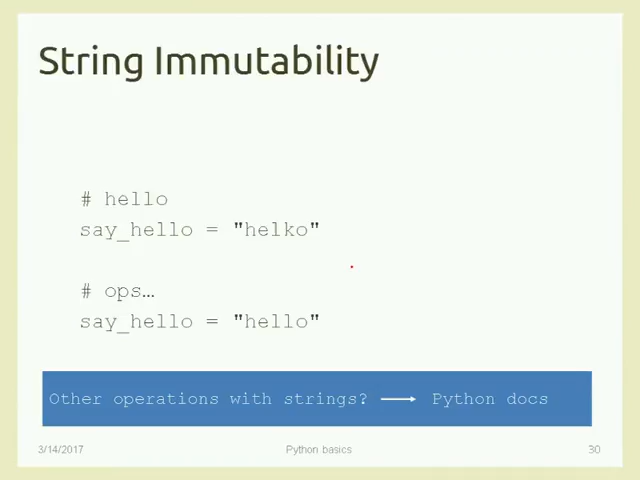 String Immutability
# hello
say_hello = "helko"
# ops…
say_hello = "hello"
Other operations with strings? → Python docs
3/14/2017 Python basics 30